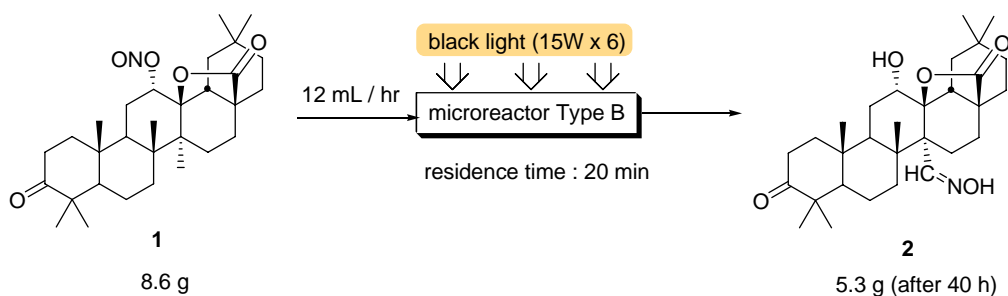 black light (15W x 6)
12 mL / hr
microreactor Type B
residence time : 20 min
ONO
O
O
O
1
8.6 g
HO
O
O
HC
NOH
O
2
5.3 g (after 40 h)